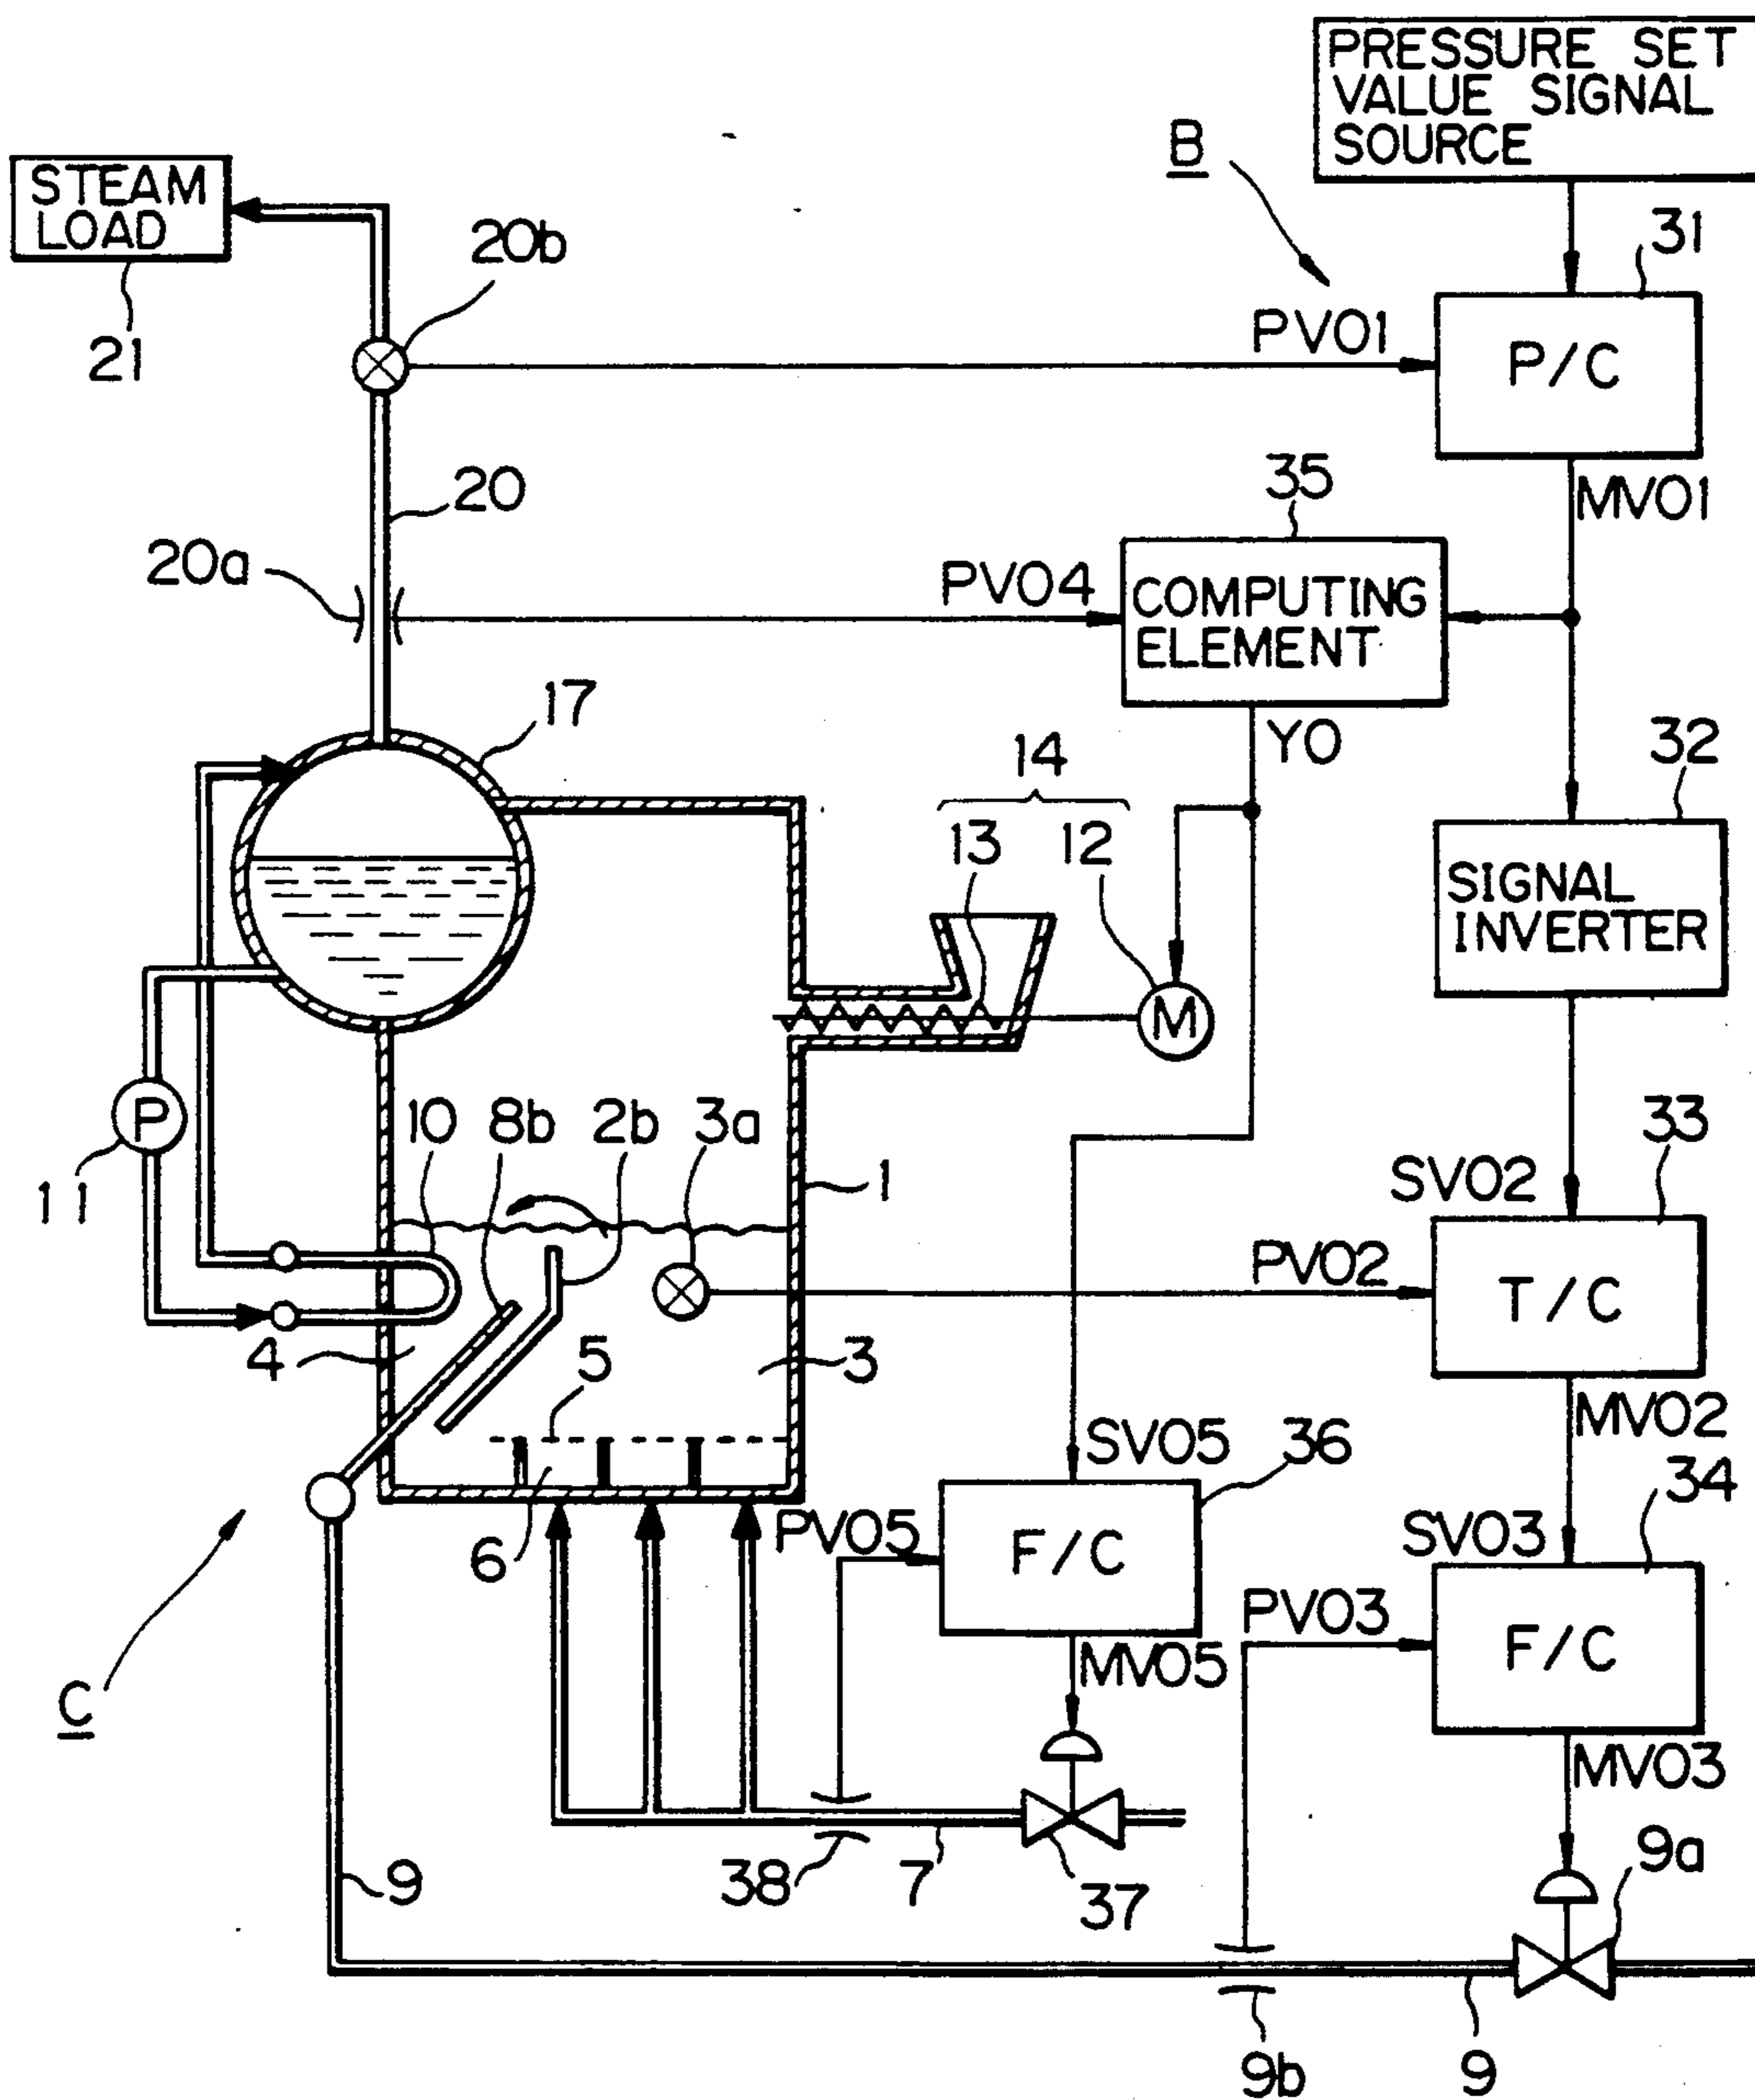 PRESSURE SET
VALUE SIGNAL
SOURCE
B
STEAM
LOAD
20b
31
21
PV01
P/C
20
35
MV01
20a
PV04
COMPUTING
ELEMENT
17
Y0
32
14
13
12
SIGNAL
INVERTER
M
P
10
8b
2b
3a
33
11
1
SV02
PV02
T/C
4
5
3
MV02
SV05
36
34
6
PV05
F/C
SV03
PV03
F/C
C
MV05
MV03
9
38
7
37
9a
9b
9